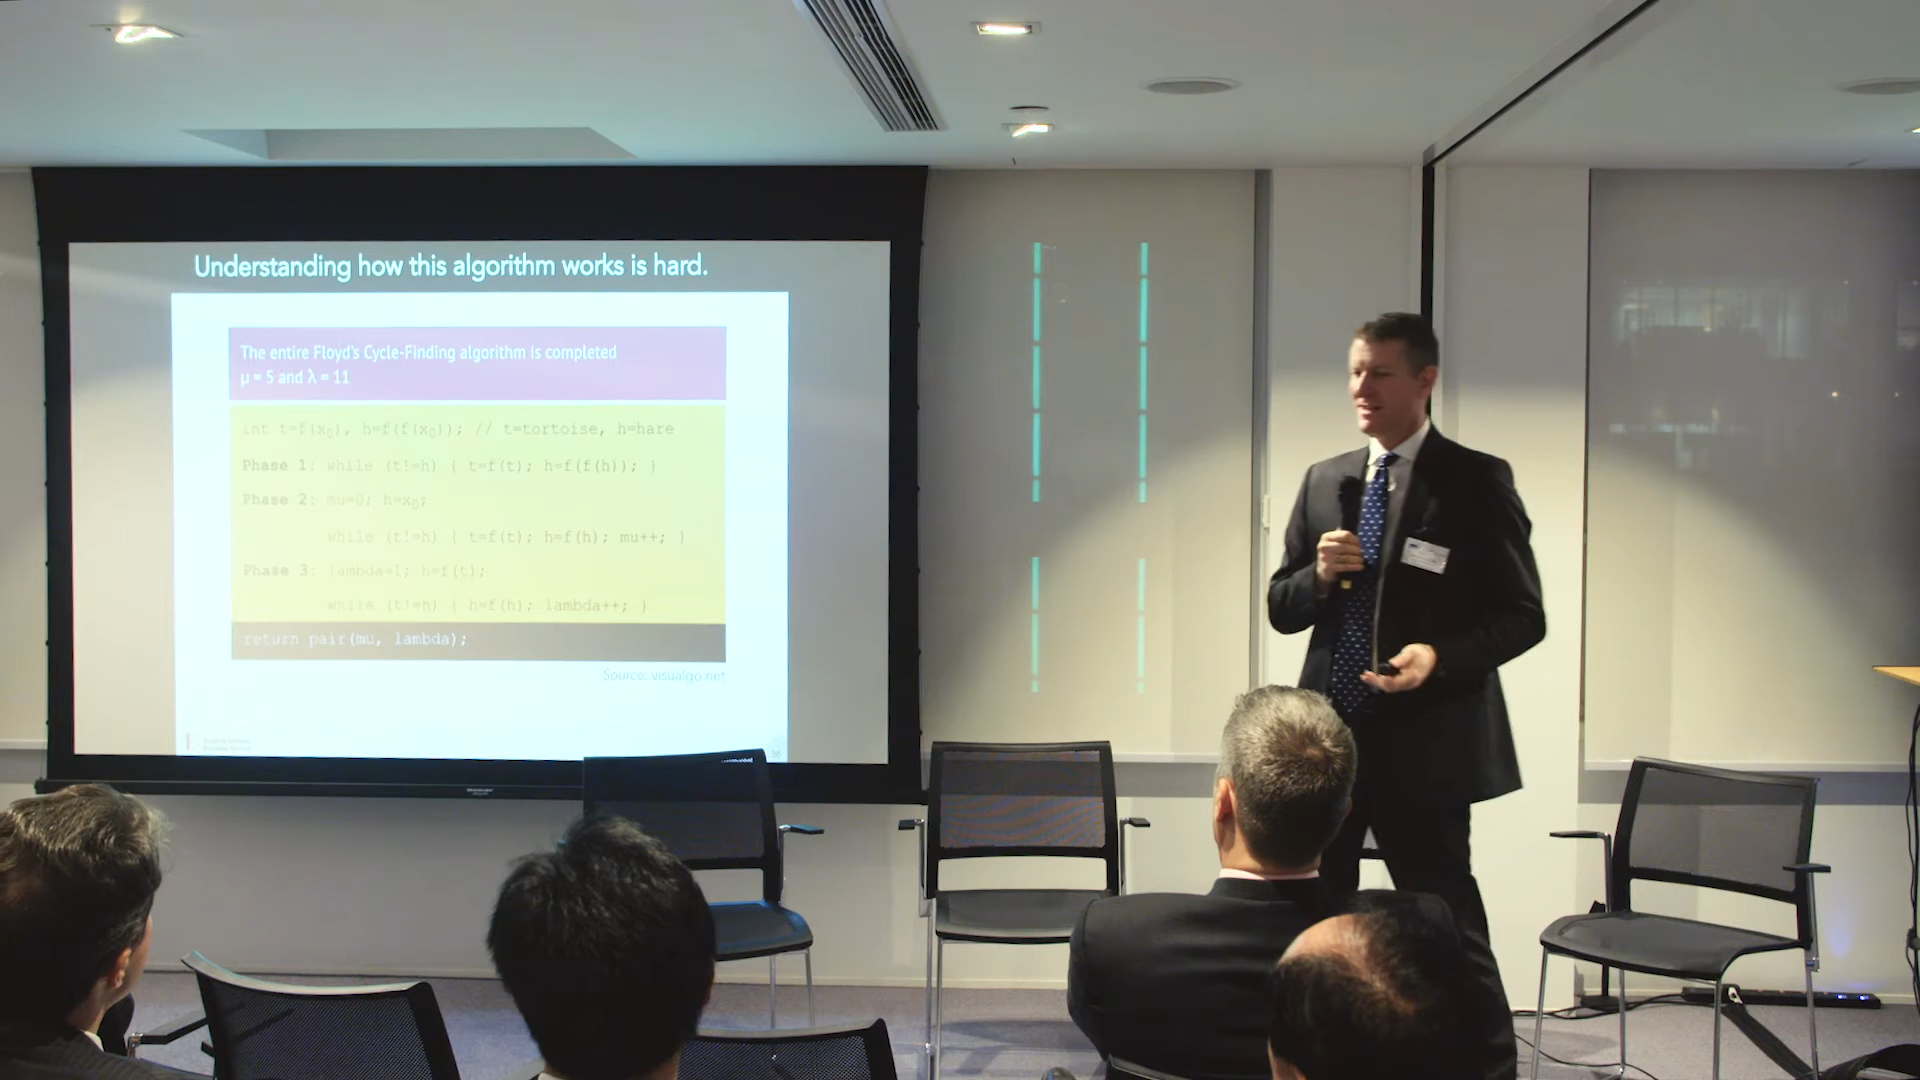 Understanding how this algorithm works is hard.
The entire Floyd's Cycle-Finding algorithm is completed
μ = 5 and λ = 11
int t=f(x₀), h=f(f(x₀)); // t=tortoise, h=hare
Phase 1: while (t!=h) { t=f(t); h=f(f(h)); }
Phase 2: mu=0; h=x₀;
while (t!=h) { t=f(t); h=f(h); mu++; }
Phase 3: lambda=1; h=f(t);
while (t!=h) { h=f(h); lambda++; }
return pair(mu, lambda);
Source: visualgo.net